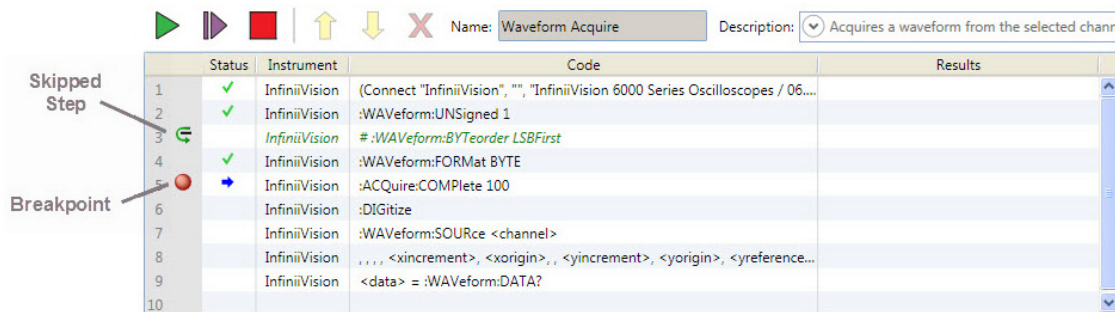 Name: Waveform Acquire Description: Acquires a waveform from the selected chanr
Status Instrument Code Results
Skipped Step
1 InfiniiVision (Connect "InfiniiVision", "", "InfiniiVision 6000 Series Oscilloscopes / 06....
2 InfiniiVision :WAVeform:UNSigned 1
3 InfiniiVision # :WAVeform:BYTeorder LSBFirst
4 InfiniiVision :WAVeform:FORMat BYTE
Breakpoint
5 InfiniiVision :ACQuire:COMPlete 100
6 InfiniiVision :DIGitize
7 InfiniiVision :WAVeform:SOURce <channel>
8 InfiniiVision , , , , <xincrement>, <xorigin>, , <yincrement>, <yorigin>, <yreference...
9 InfiniiVision <data> = :WAVeform:DATA?
10